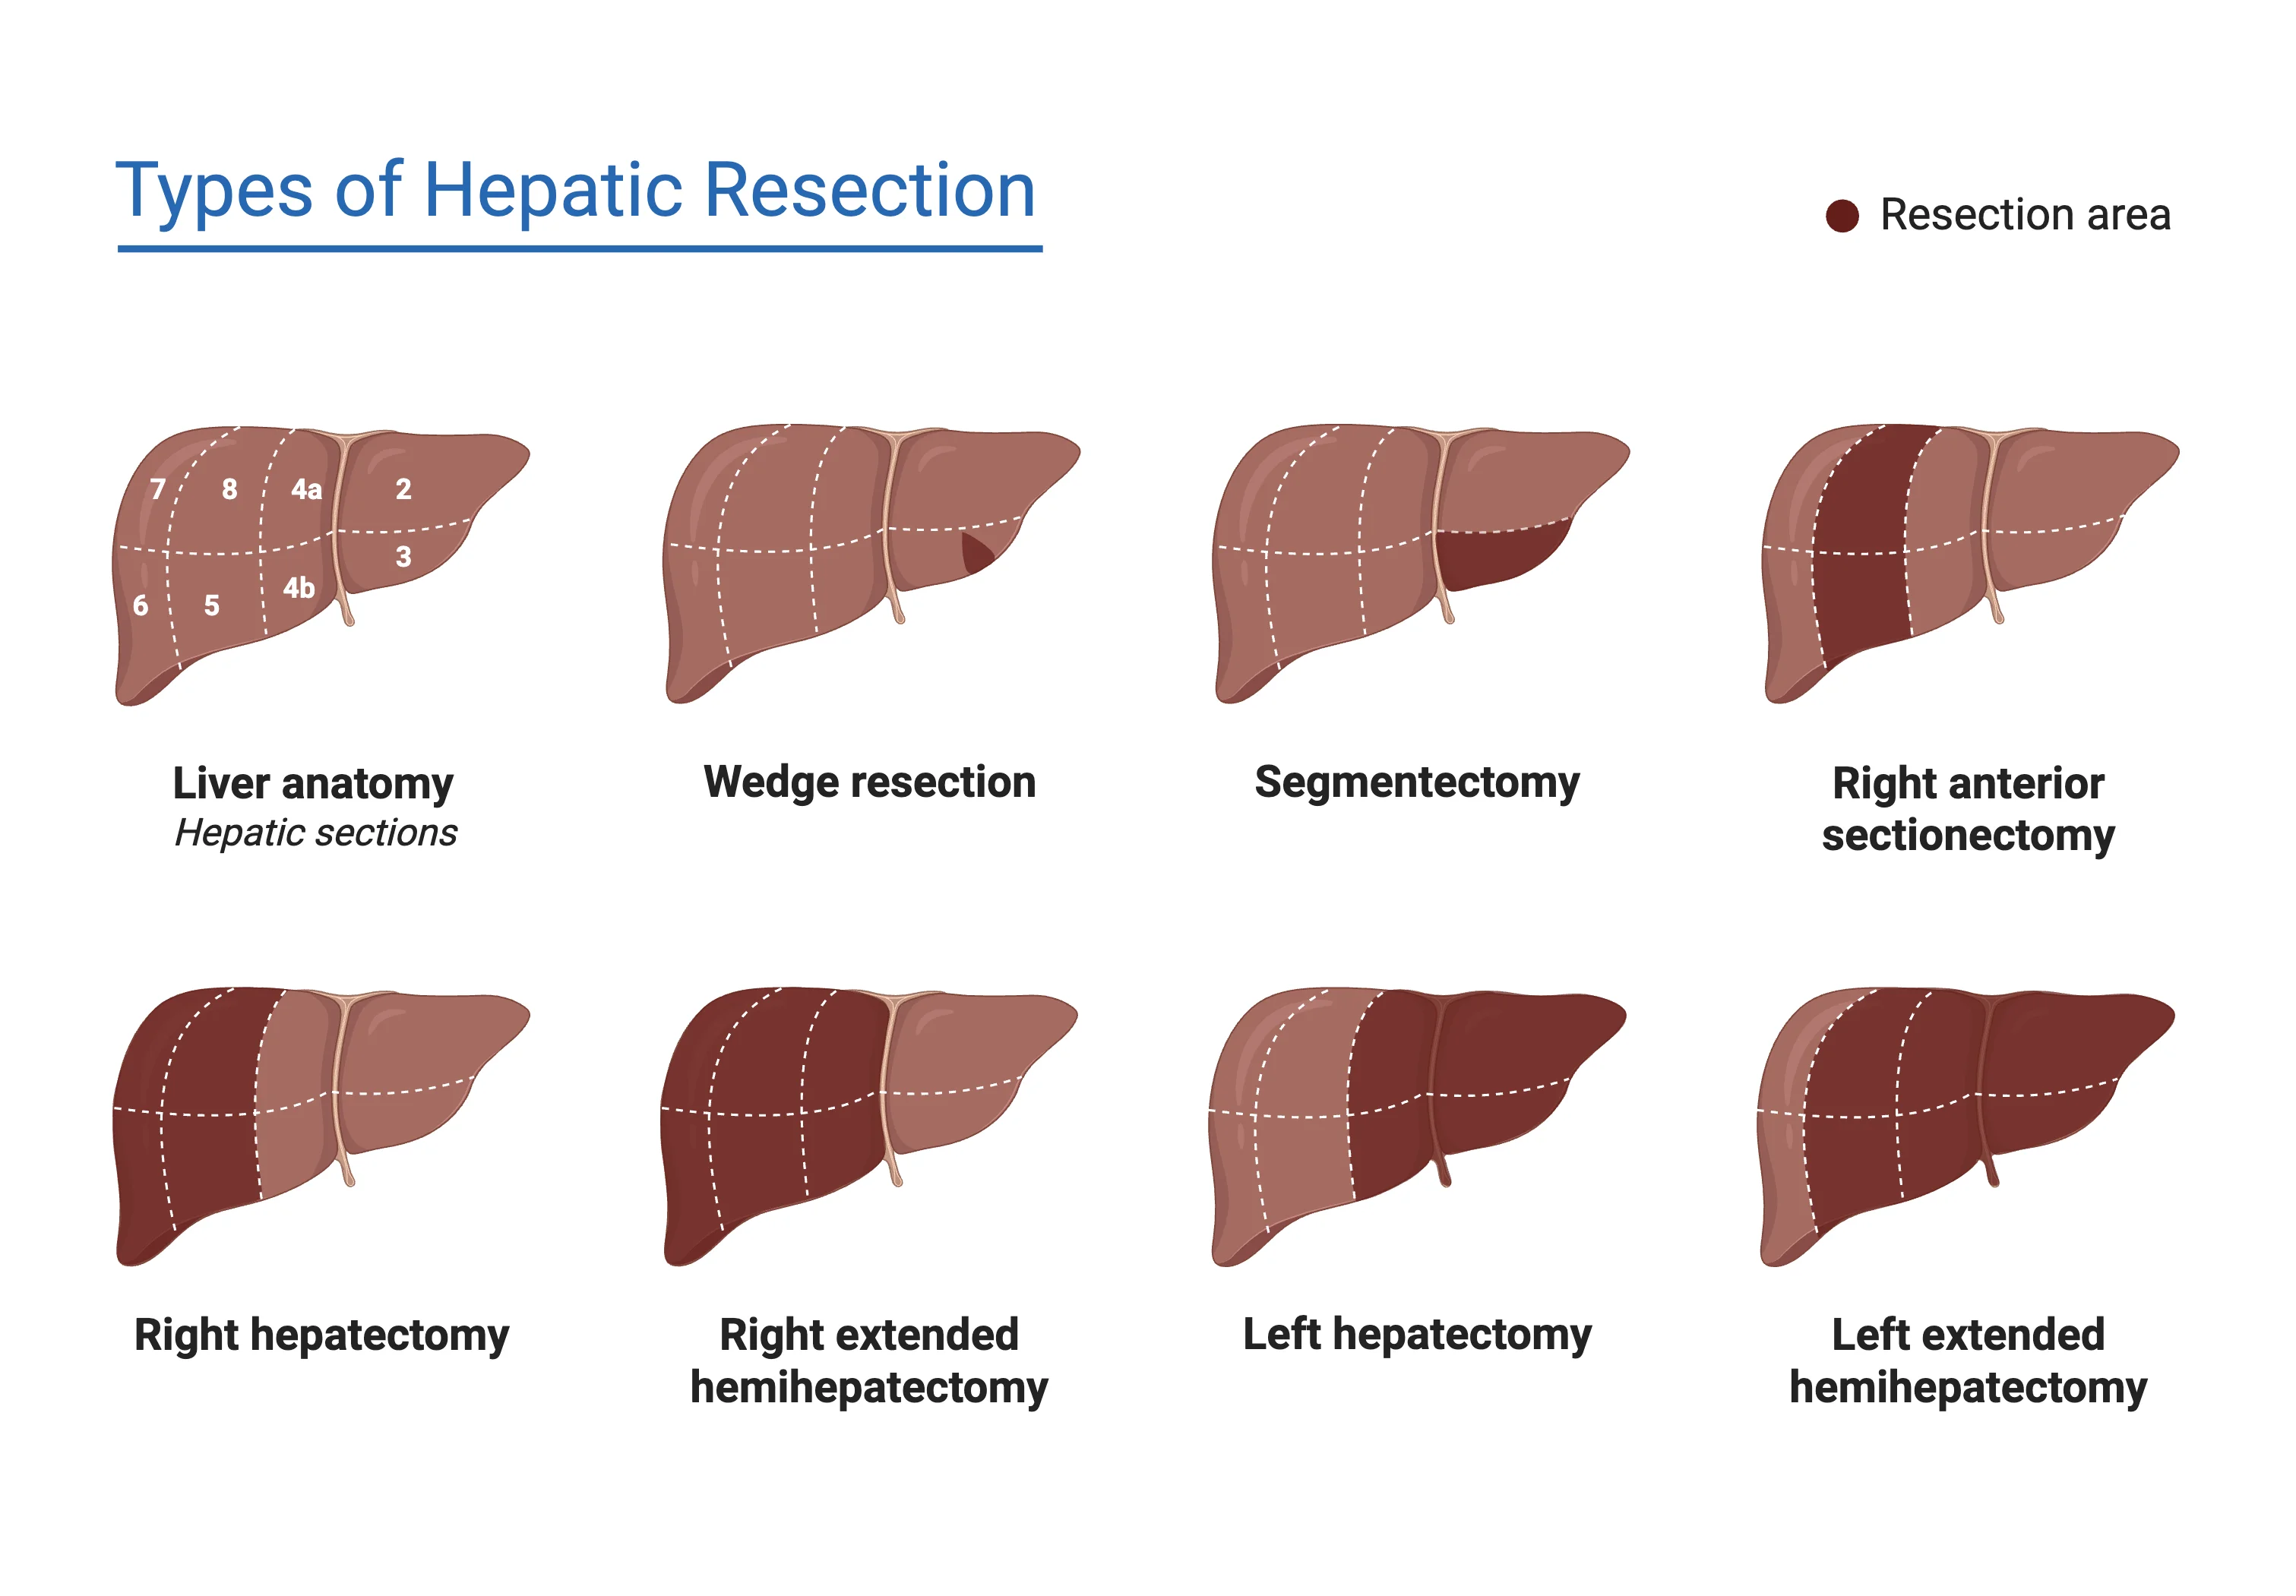 Types of Hepatic Resection
Resection area
7
8
4a
2
3
6
5
4b
Liver anatomy
Hepatic sections
Wedge resection
Segmentectomy
Right anterior
sectionectomy
Right hepatectomy
Right extended
hemihepatectomy
Left hepatectomy
Left extended
hemihepatectomy